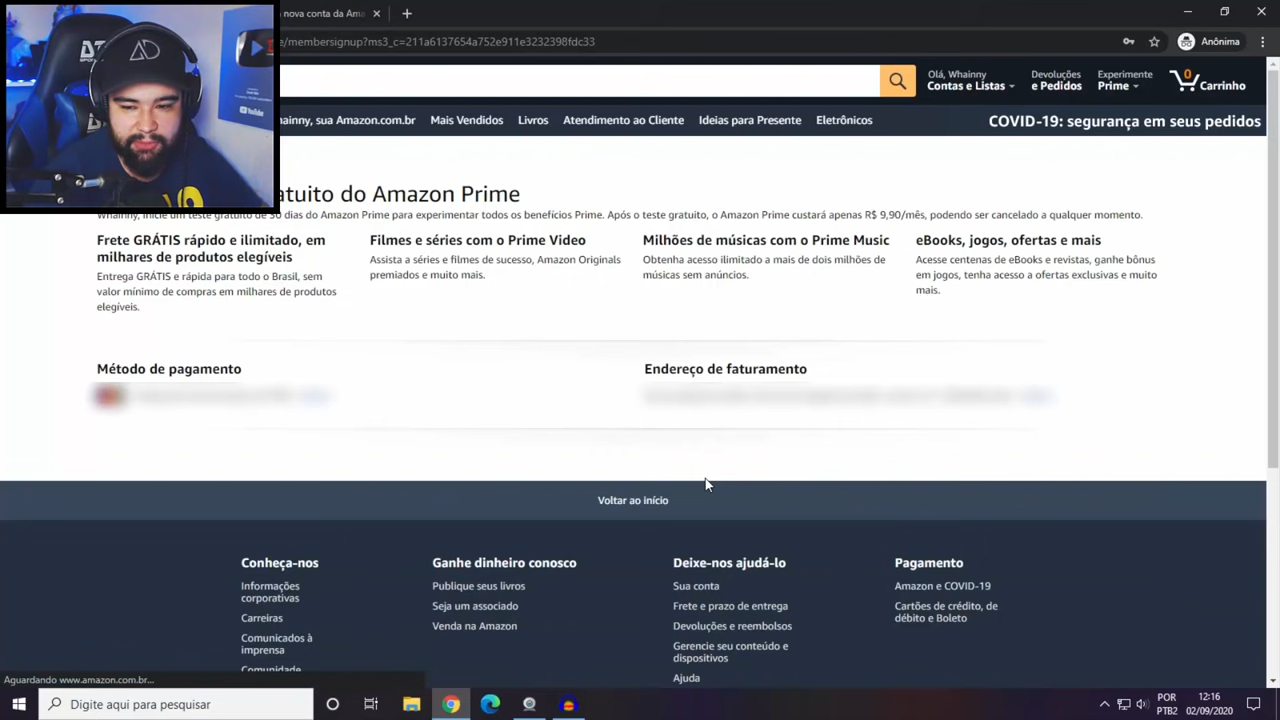 nova conta da Ama
e/membersignup?ms3_c=211a6137654a752e911e3232398fdc33
Anônima
Olá, Whainny
Contas e Listas
Devoluções
e Pedidos
Experimente
Prime
0
Carrinho
hainny, sua Amazon.com.br
Mais Vendidos
Livros
Atendimento ao Cliente
Ideias para Presente
Eletrônicos
COVID-19: segurança em seus pedidos
atuito do Amazon Prime
Whainny, inicie um teste gratuito de 30 dias do Amazon Prime para experimentar todos os benefícios Prime. Após o teste gratuito, o Amazon Prime custará apenas R$ 9,90/mês, podendo ser cancelado a qualquer momento.
Frete GRÁTIS rápido e ilimitado, em
milhares de produtos elegíveis
Entrega GRÁTIS e rápida para todo o Brasil, sem
valor mínimo de compras em milhares de produtos
elegíveis.
Filmes e séries com o Prime Video
Assista a séries e filmes de sucesso, Amazon Originals
premiados e muito mais.
Milhões de músicas com o Prime Music
Obtenha acesso ilimitado a mais de dois milhões de
músicas sem anúncios.
eBooks, jogos, ofertas e mais
Acesse centenas de eBooks e revistas, ganhe bônus
em jogos, tenha acesso a ofertas exclusivas e muito
mais.
Método de pagamento
Endereço de faturamento
Voltar ao início
Conheça-nos
Informações
corporativas
Carreiras
Comunicados à
imprensa
Comunidade
Ganhe dinheiro conosco
Publique seus livros
Seja um associado
Venda na Amazon
Deixe-nos ajudá-lo
Sua conta
Frete e prazo de entrega
Devoluções e reembolsos
Gerencie seu conteúdo e
dispositivos
Ajuda
Pagamento
Amazon e COVID-19
Cartões de crédito, de
débito e Boleto
Aguardando www.amazon.com.br...
Digite aqui para pesquisar
POR
PTB2
12:16
02/09/2020
YouTube